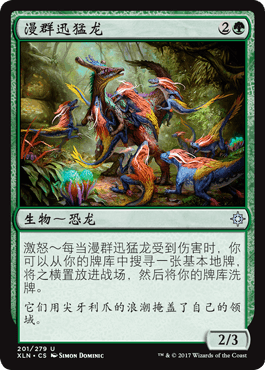 漫群迅猛龙 2
生物～恐龙
激怒～每当漫群迅猛龙受到伤害时，你
可以从你的牌库中搜寻一张基本地牌，
将之横置放进战场，然后将你的牌库洗
牌。
它们用尖牙利爪的浪潮掩盖了自己的领
域。
201/279 U
XLN • CS SIMON DOMINIC
2/3
™ & © 2017 Wizards of the Coast